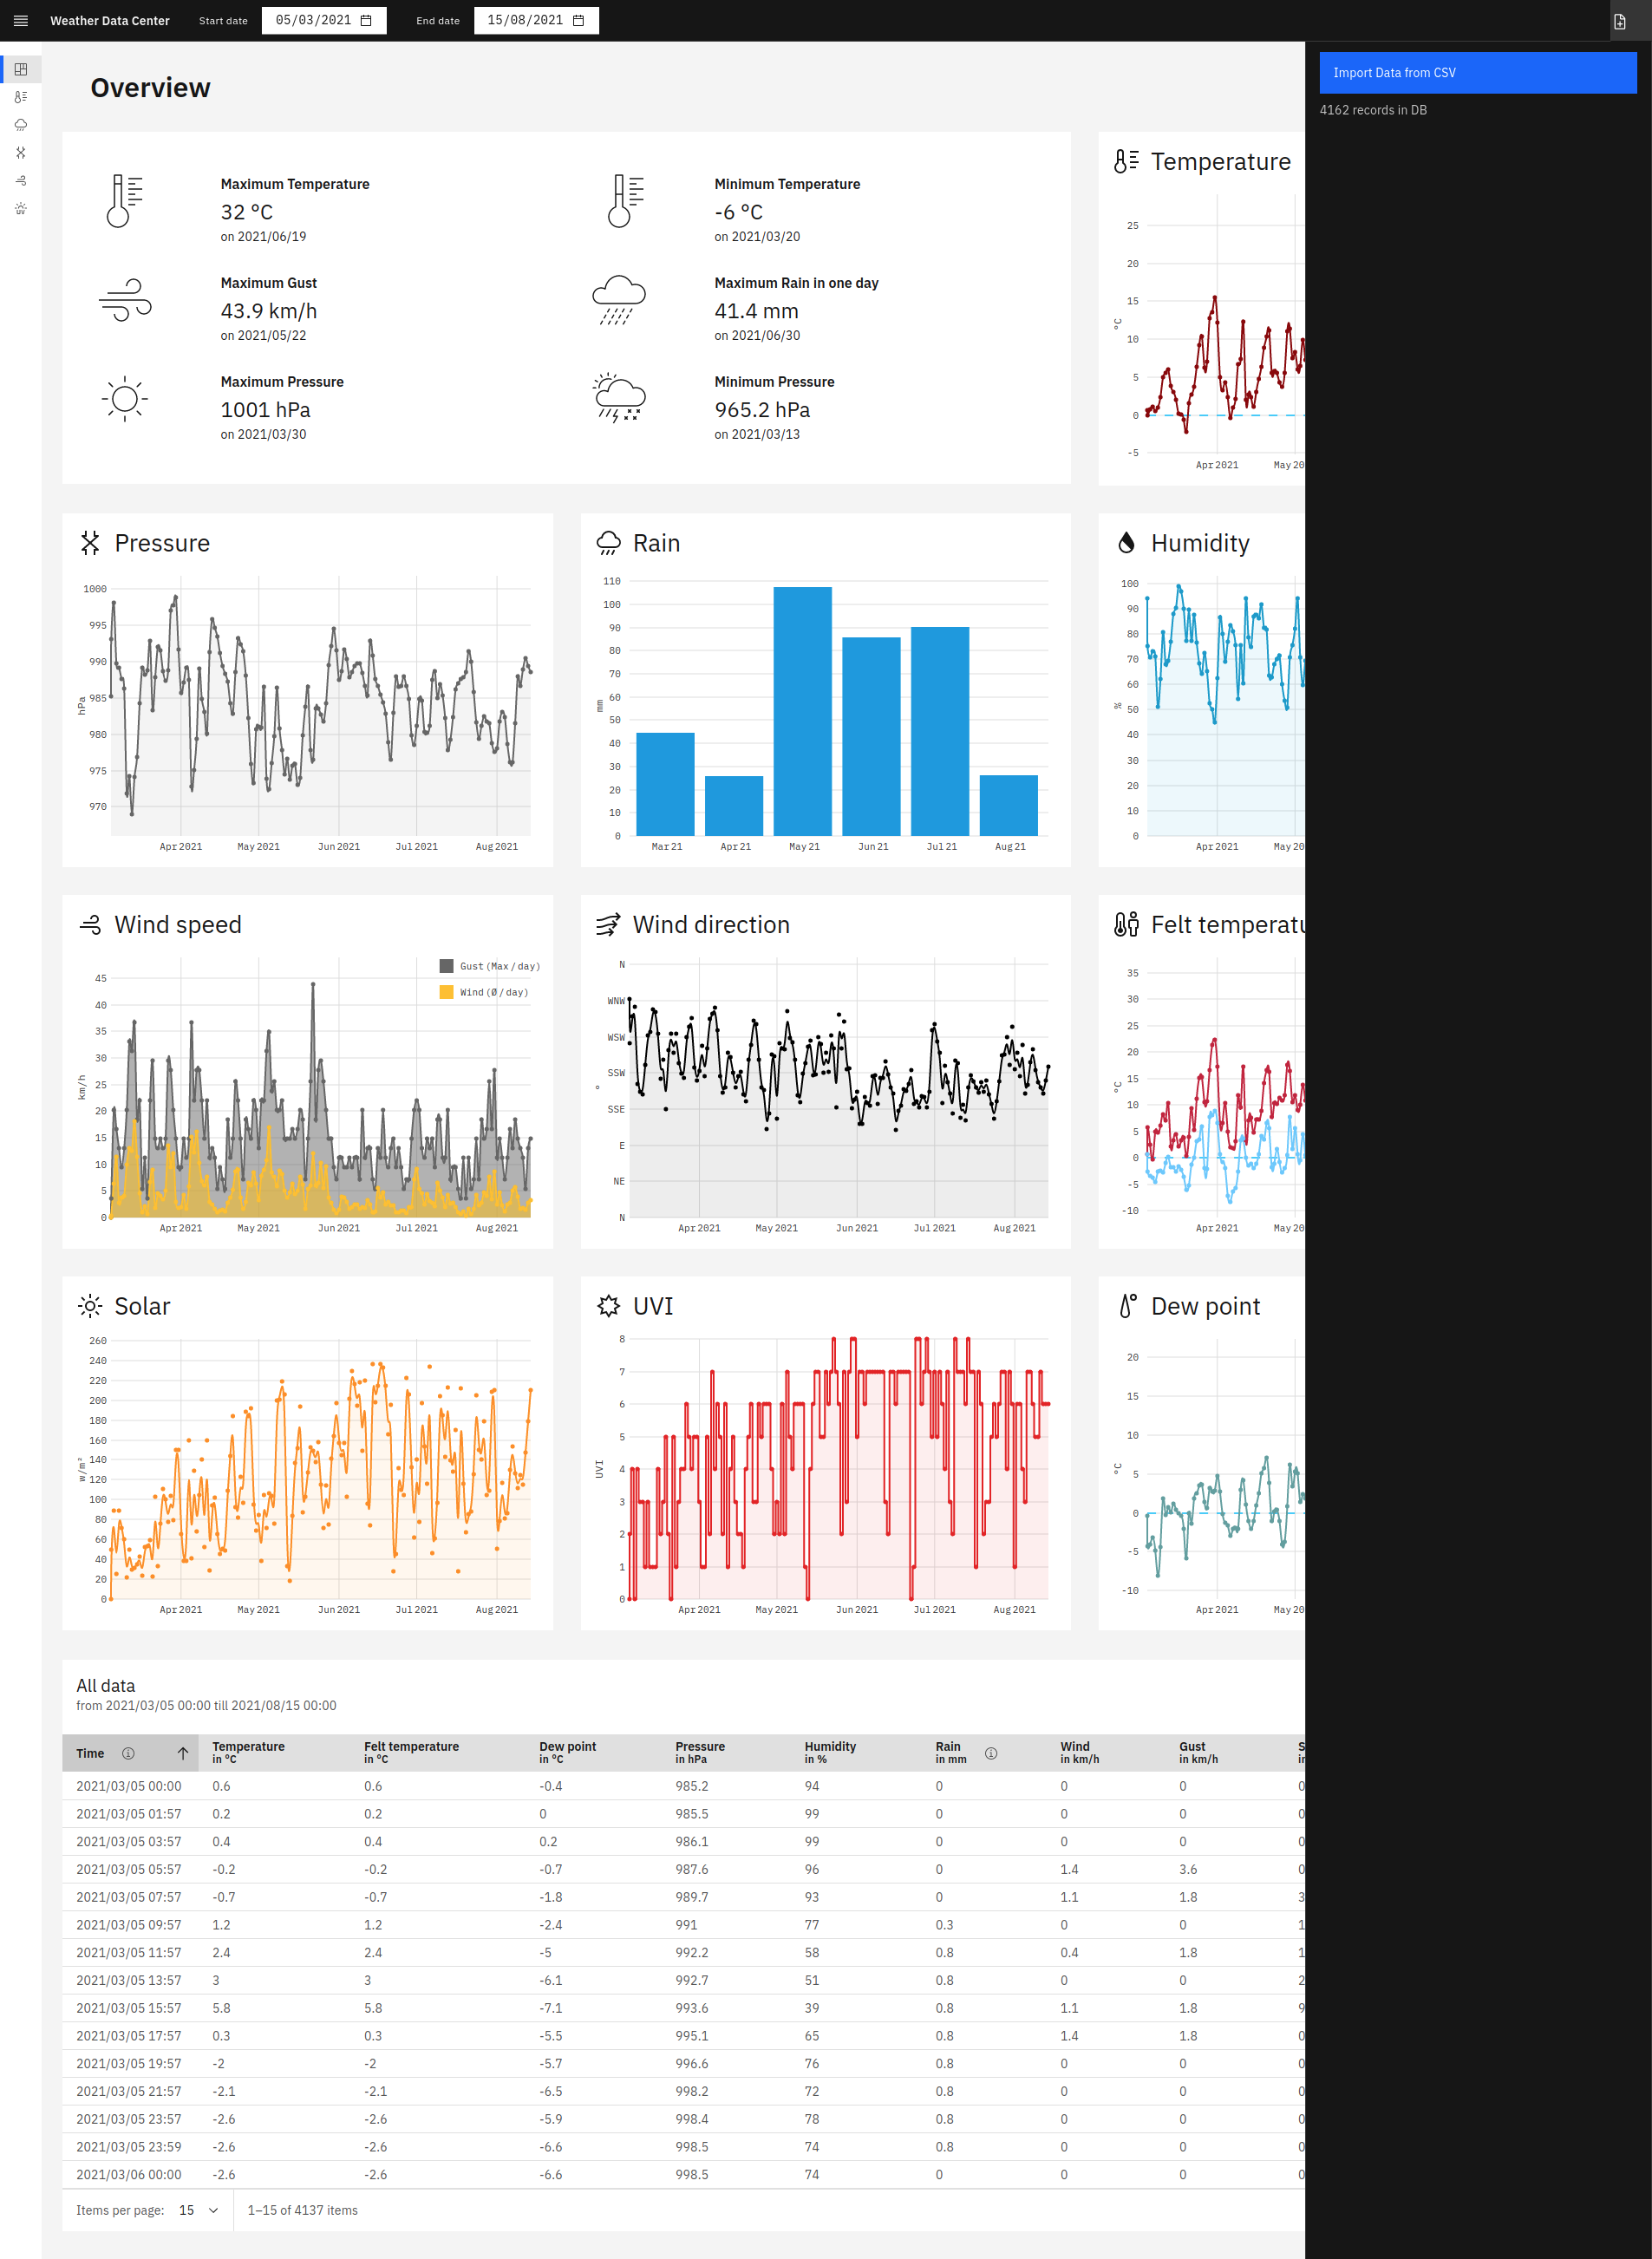 Weather Data Center Start date 05/03/2021 End date 15/08/2021
Import Data from CSV
4162 records in DB
Overview
Maximum Temperature
32 °C
on 2021/06/19
Minimum Temperature
-6 °C
on 2021/03/20
Maximum Gust
43.9 km/h
on 2021/05/22
Maximum Rain in one day
41.4 mm
on 2021/06/30
Maximum Pressure
1001 hPa
on 2021/03/30
Minimum Pressure
965.2 hPa
on 2021/03/13
Temperature
25
20
15
10
5
0
-5
°C
Apr 2021 May 20
Pressure
1000
995
990
985
980
975
970
hPa
Apr 2021 May 2021 Jun 2021 Jul 2021 Aug 2021
Rain
110
100
90
80
70
60
50
40
30
20
10
0
mm
Mar 21 Apr 21 May 21 Jun 21 Jul 21 Aug 21
Humidity
100
90
80
70
60
50
40
30
20
10
0
%
Apr 2021 May 20
Wind speed
Gust (Max / day)
Wind (Ø / day)
45
40
35
30
25
20
15
10
5
0
km/h
Apr 2021 May 2021 Jun 2021 Jul 2021 Aug 2021
Wind direction
N
WNW
WSW
SSW
SSE
E
NE
N
°
Apr 2021 May 2021 Jun 2021 Jul 2021 Aug 2021
Felt temperatu
35
30
25
20
15
10
5
0
-5
-10
°C
Apr 2021 May 20
Solar
260
240
220
200
180
160
140
120
100
80
60
40
20
0
w/m²
Apr 2021 May 2021 Jun 2021 Jul 2021 Aug 2021
UVI
8
7
6
5
4
3
2
1
0
UVI
Apr 2021 May 2021 Jun 2021 Jul 2021 Aug 2021
Dew point
20
15
10
5
0
-5
-10
°C
Apr 2021 May 20
All data
from 2021/03/05 00:00 till 2021/08/15 00:00
Time Temperature Felt temperature Dew point Pressure Humidity Rain Wind Gust S
in °C in °C in °C in hPa in % in mm in km/h in km/h in
2021/03/05 00:00 0.6 0.6 -0.4 985.2 94 0 0 0 0
2021/03/05 01:57 0.2 0.2 0 985.5 99 0 0 0 0
2021/03/05 03:57 0.4 0.4 0.2 986.1 99 0 0 0 0
2021/03/05 05:57 -0.2 -0.2 -0.7 987.6 96 0 1.4 3.6 0
2021/03/05 07:57 -0.7 -0.7 -1.8 989.7 93 0 1.1 1.8 3
2021/03/05 09:57 1.2 1.2 -2.4 991 77 0.3 0 0 1
2021/03/05 11:57 2.4 2.4 -5 992.2 58 0.8 0.4 1.8 1
2021/03/05 13:57 3 3 -6.1 992.7 51 0.8 0 0 2
2021/03/05 15:57 5.8 5.8 -7.1 993.6 39 0.8 1.1 1.8 9
2021/03/05 17:57 0.3 0.3 -5.5 995.1 65 0.8 1.4 1.8 0
2021/03/05 19:57 -2 -2 -5.7 996.6 76 0.8 0 0 0
2021/03/05 21:57 -2.1 -2.1 -6.5 998.2 72 0.8 0 0 0
2021/03/05 23:57 -2.6 -2.6 -5.9 998.4 78 0.8 0 0 0
2021/03/05 23:59 -2.6 -2.6 -6.6 998.5 74 0.8 0 0 0
2021/03/06 00:00 -2.6 -2.6 -6.6 998.5 74 0 0 0 0
Items per page: 15 1–15 of 4137 items